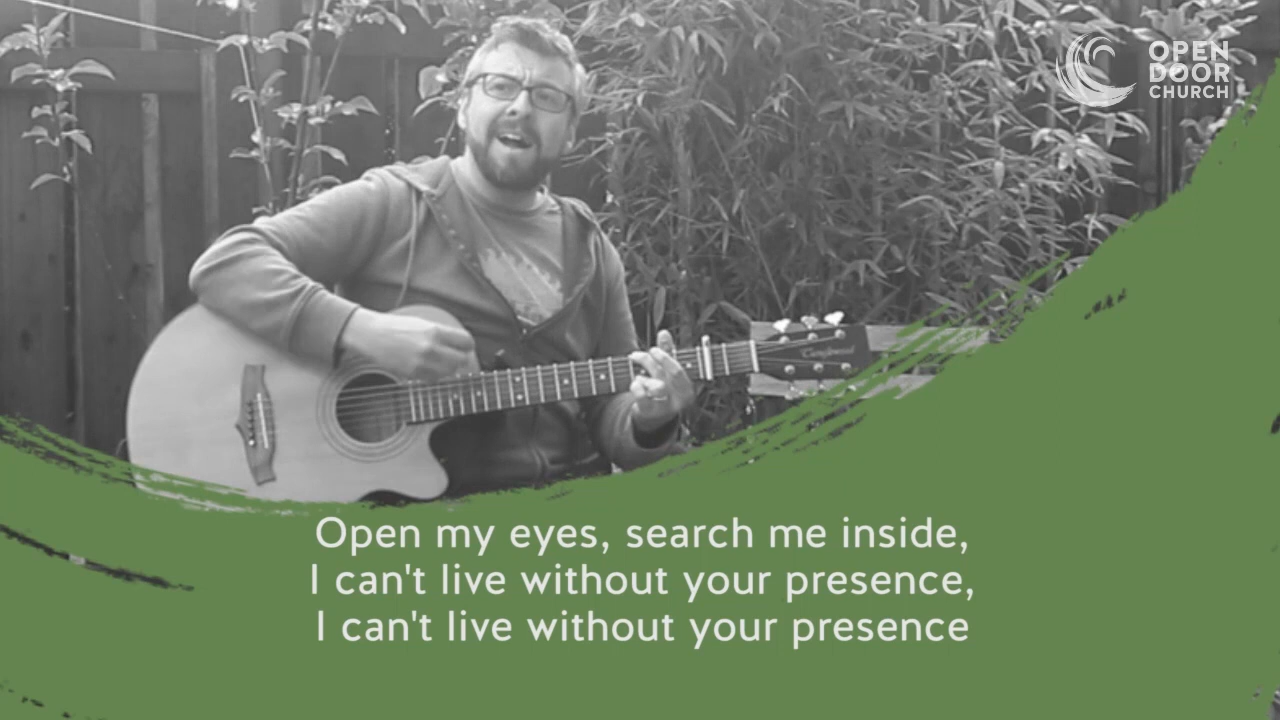 OPEN
DOOR
CHURCH
Tanglewood
Open my eyes, search me inside,
I can't live without your presence,
I can't live without your presence